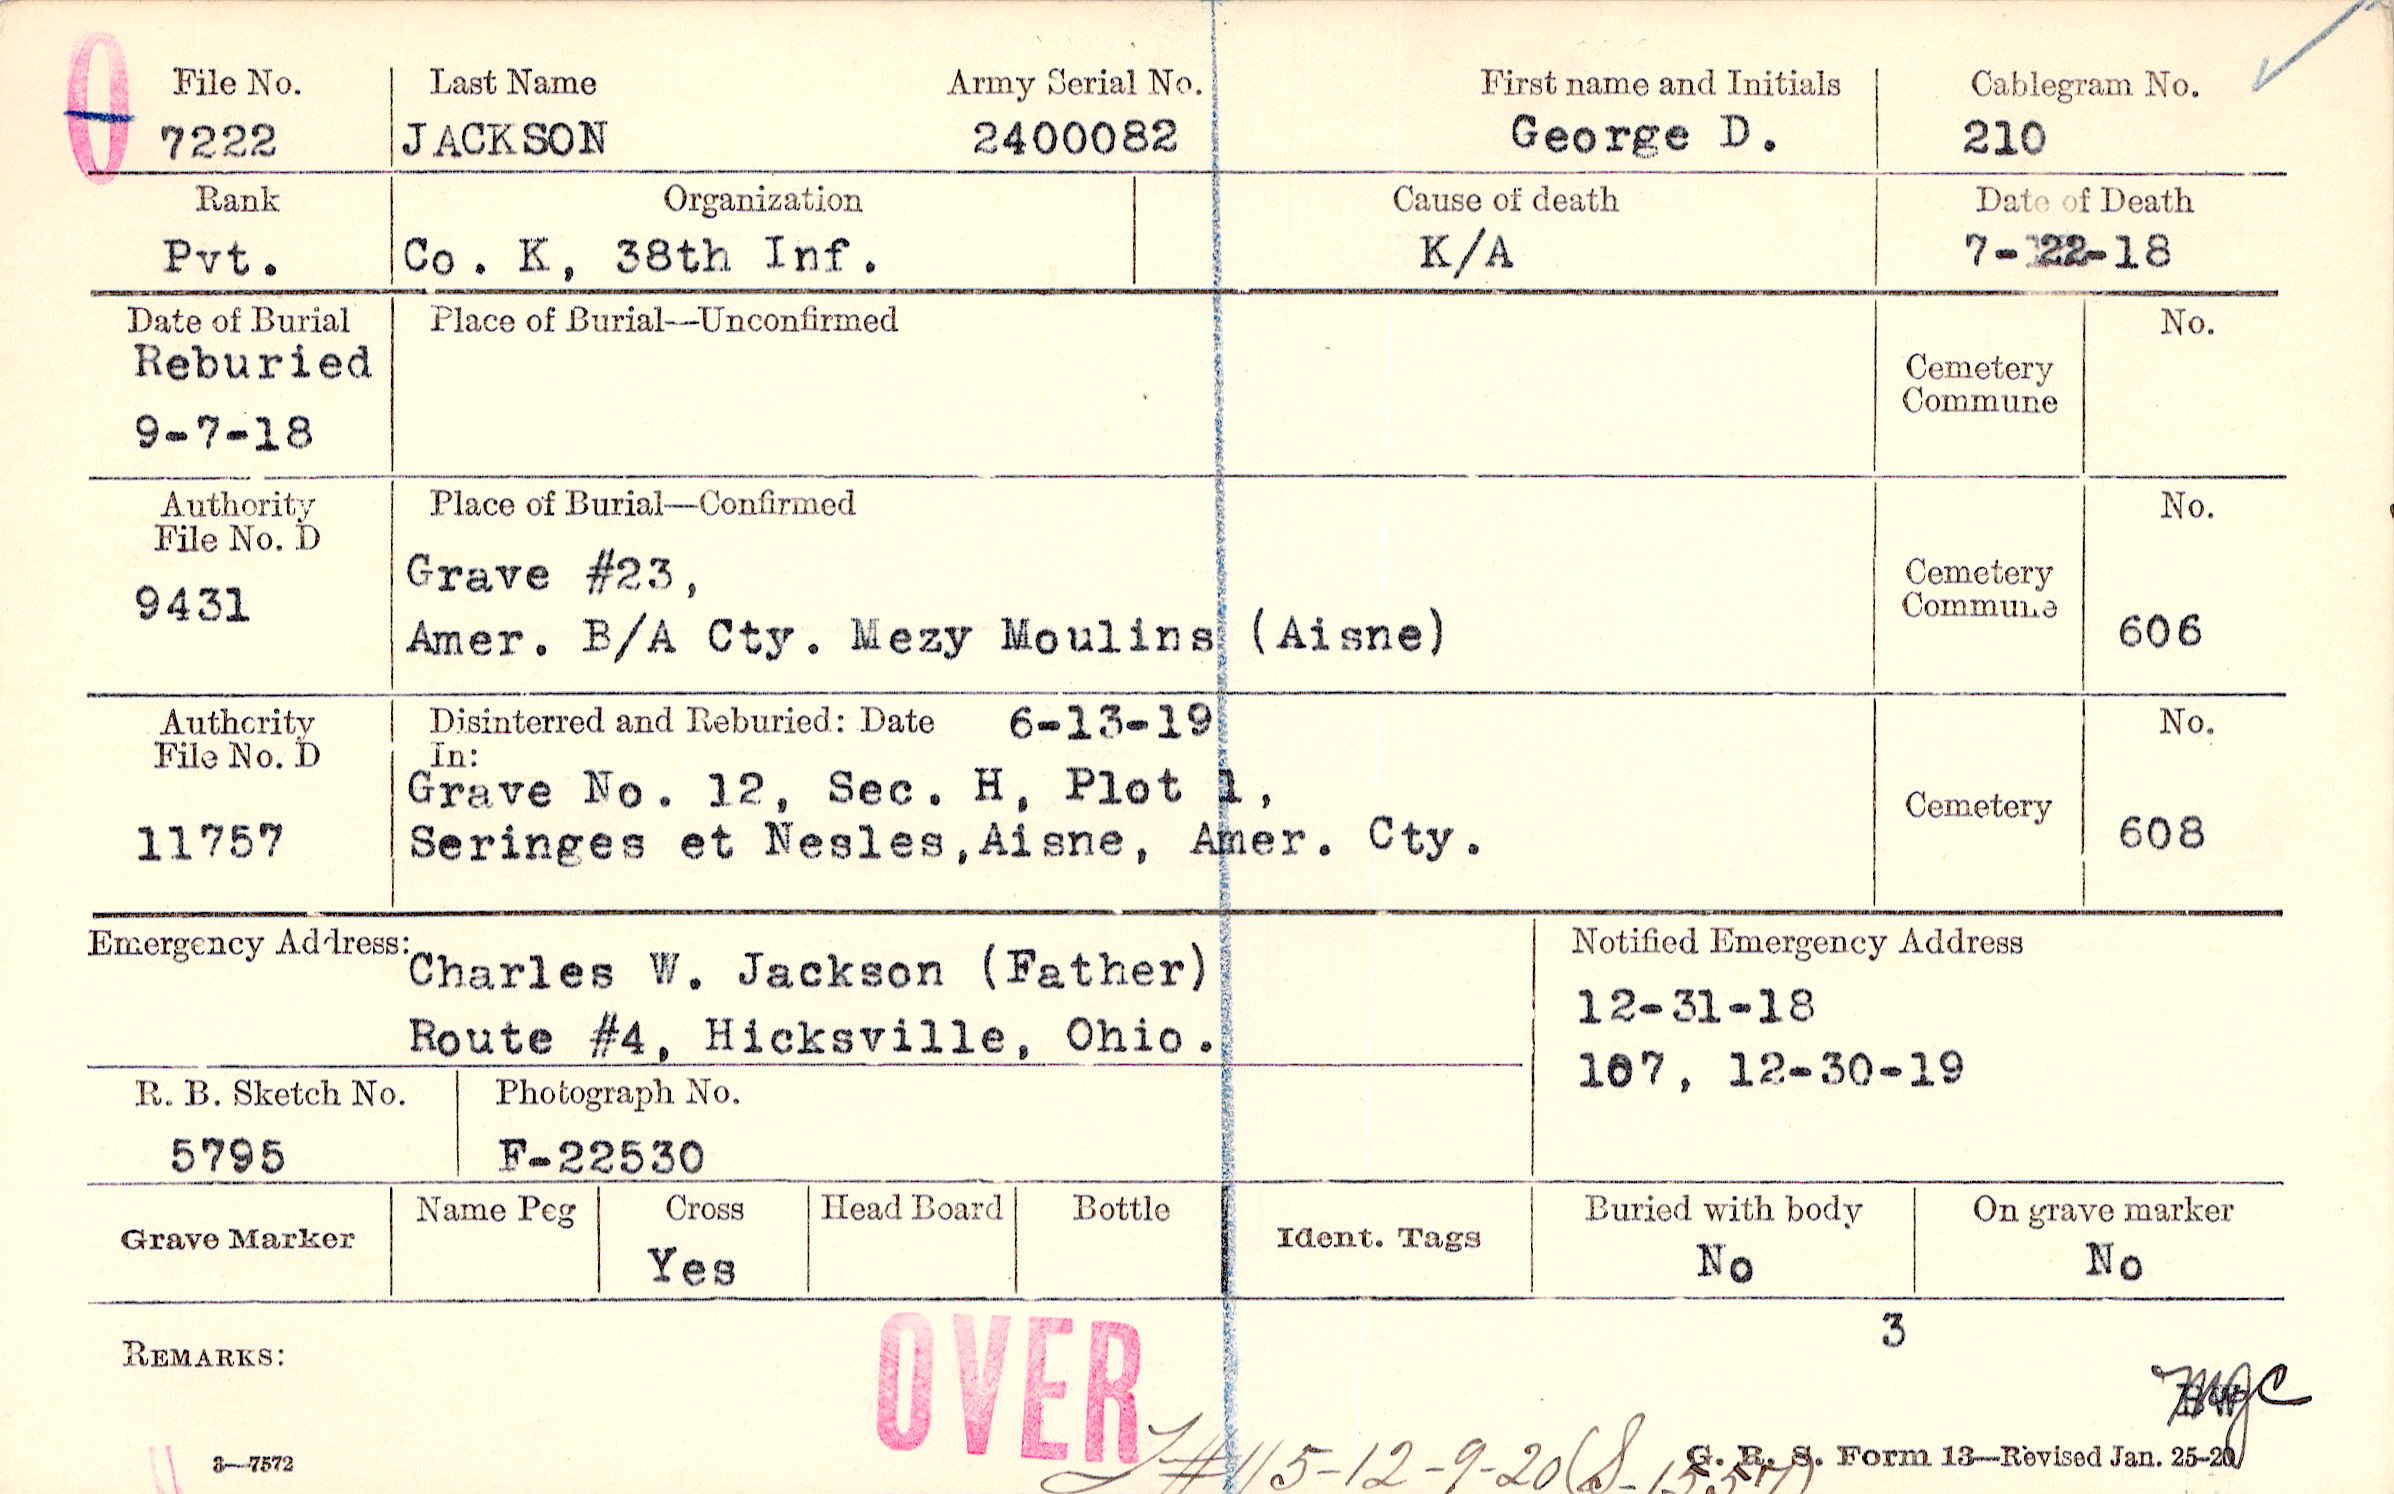 File No. Last Name Army Serial No. First name and Initials Cablegram No.
7222 JACKSON 2400082 George D. 210
Rank Organization Cause of death Date of Death
Pvt. Co. K, 38th Inf. K/A 7-22-18
Date of Burial Place of Burial—Unconfirmed No.
Reburied
Cemetery
Commune
9-7-18
Authority Place of Burial—Confirmed No.
File No. D
Grave #23, Cemetery
9431 Commune
Amer. B/A Cty. Mezy Moulins (Aisne) 606
Authority Disinterred and Reburied: Date 6-13-19 No.
File No. D In:
Grave No. 12, Sec. H, Plot 1, Cemetery
11757 Seringes et Nesles,Aisne, Amer. Cty. 608
Emergency Address: Notified Emergency Address
Charles W. Jackson (Father) 12-31-18
Route #4, Hicksville, Ohio. 107, 12-30-19
R. B. Sketch No. Photograph No.
5795 F-22530
Grave Marker Name Peg Cross Head Board Bottle Ident. Tags Buried with body On grave marker
Yes No No
3
REMARKS:
OVER
3—7572 G. R. S. Form 13—Revised Jan. 25-20
#115-12-9-20